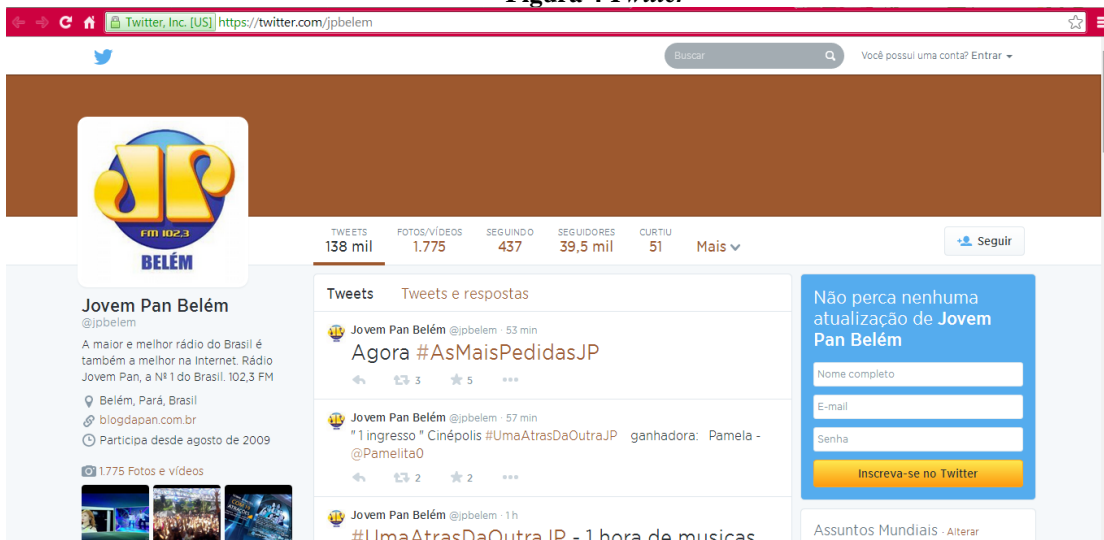 Figura 4 Twitter
Twitter, Inc. [US] https://twitter.com/jpbelem
Buscar
Você possui uma conta? Entrar
JP
FM 102,3
BELÉM
TWEETS
138 mil
FOTOS/VÍDEOS
1.775
SEGUINDO
437
SEGUIDORES
39,5 mil
CURTIU
51
Mais
Seguir
Jovem Pan Belém
@jpbelem
A maior e melhor rádio do Brasil é
também a melhor na Internet. Rádio
Jovem Pan, a Nº 1 do Brasil. 102,3 FM
Belém, Pará, Brasil
blogdapan.com.br
Participa desde agosto de 2009
1.775 Fotos e vídeos
Tweets Tweets e respostas
Jovem Pan Belém @jpbelem · 53 min
Agora #AsMaisPedidasJP
3 5
Jovem Pan Belém @jpbelem · 57 min
" 1 ingresso " Cinépolis #UmaAtrasDaOutraJP ganhadora: Pamela -
@Pamelita0
2 2
Jovem Pan Belém @jpbelem · 1 h
#UmaAtrasDaOutraJP - 1 hora de musicas
Não perca nenhuma
atualização de Jovem
Pan Belém
Nome completo
E-mail
Senha
Inscreva-se no Twitter
Assuntos Mundiais · Alterar